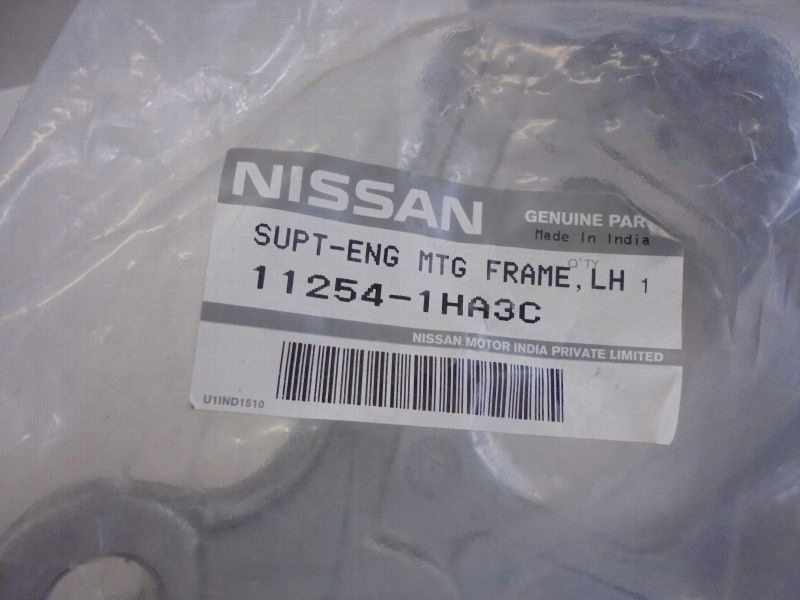 NISSAN
GENUINE PAR
Made In India
SUPT-ENG MTG FRAME,LH
Q'TY
1
11254-1HA3C
NISSAN MOTOR INDIA PRIVATE LIMITED
U1IND1510